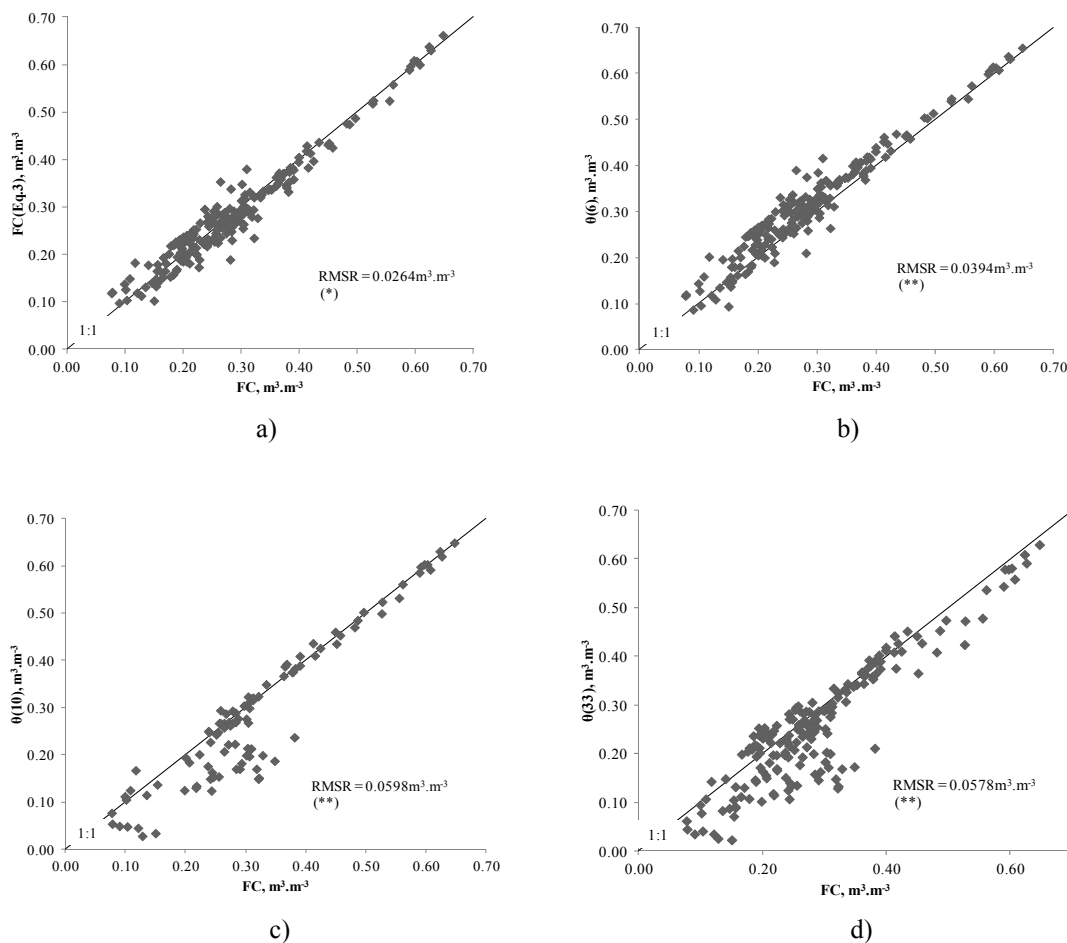 0.70
0.60
0.50
0.40
0.30
0.20
0.10
0.00
FC(Eq.3), m³.m⁻³
RMSR = 0.0264m³.m⁻³
(*)
1:1
0.00 0.10 0.20 0.30 0.40 0.50 0.60 0.70
FC, m³.m⁻³
a)
0.70
0.60
0.50
0.40
0.30
0.20
0.10
0.00
θ(6), m³.m⁻³
RMSR = 0.0394m³.m⁻³
(**)
1:1
0.00 0.10 0.20 0.30 0.40 0.50 0.60 0.70
FC, m³.m⁻³
b)
0.70
0.60
0.50
0.40
0.30
0.20
0.10
0.00
θ(10), m³.m⁻³
RMSR = 0.0598m³.m⁻³
(**)
1:1
0.00 0.10 0.20 0.30 0.40 0.50 0.60 0.70
FC, m³.m⁻³
c)
0.70
0.60
0.50
0.40
0.30
0.20
0.10
0.00
θ(33), m³.m⁻³
RMSR = 0.0578m³.m⁻³
(**)
1:1
0.00 0.20 0.40 0.60
FC, m³.m⁻³
d)